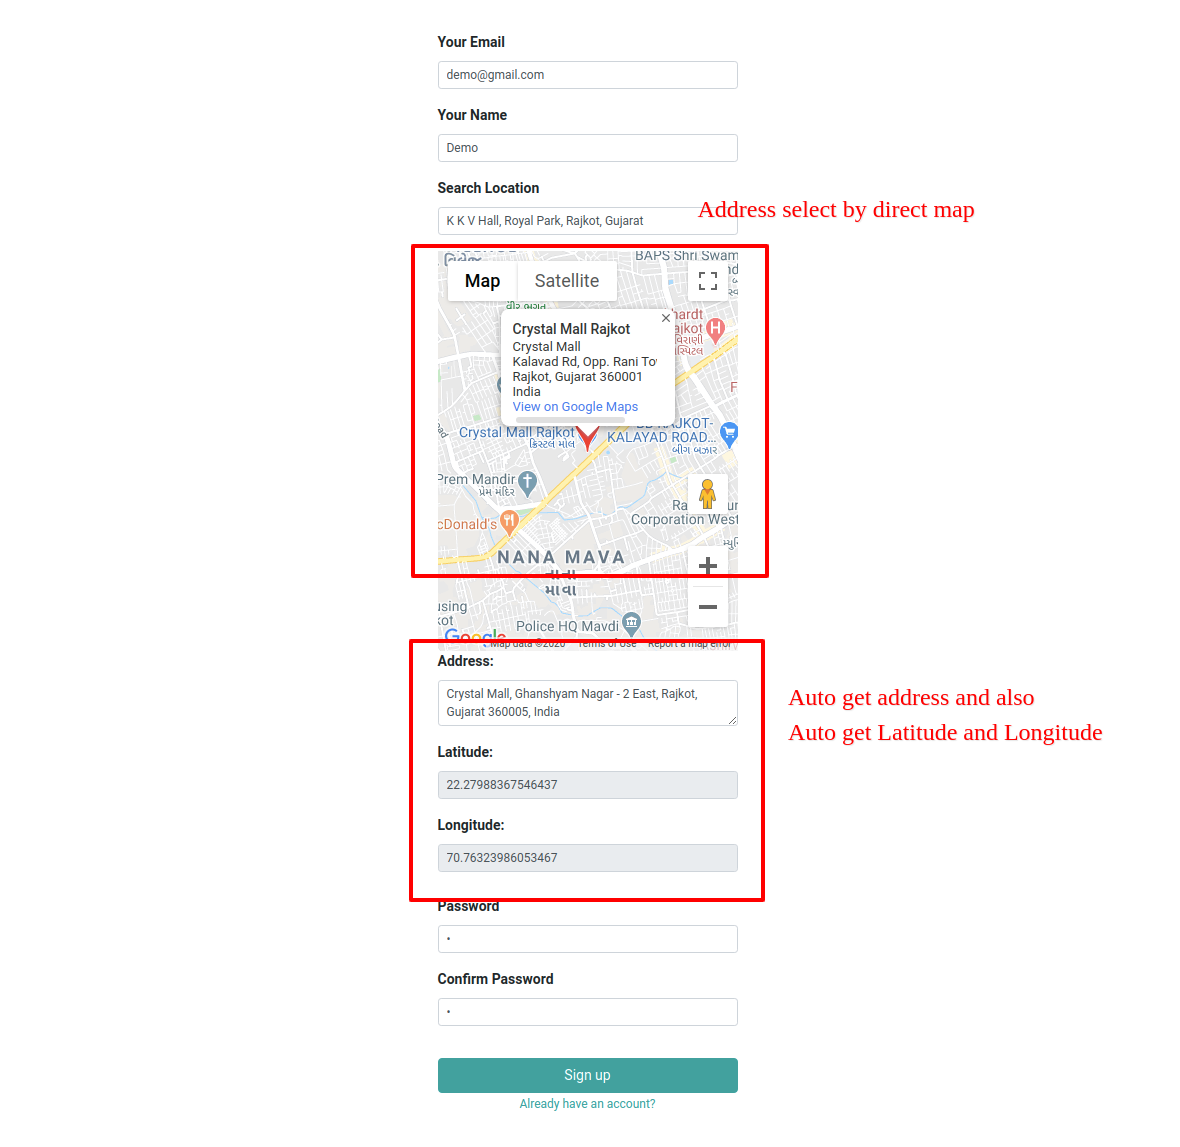 Your Email
demo@gmail.com
Your Name
Demo
Search Location
K K V Hall, Royal Park, Rajkot, Gujarat
Address select by direct map
BAPS Shri Swam
Map
Satellite
વીર ભગત
Crystal Mall Rajkot
Crystal Mall
Kalavad Rd, Opp. Rani To
Rajkot, Gujarat 360001
India
View on Google Maps
H
Crystal Mall Rajkot
ક્રિસ્ટલ મોલ
KALAYAD ROAD...
બીગ બઝાર
Prem Mandir
પ્રેમ મંદિર
cDonald's
Corporation West
NANA MAVA
નાના
માવા
using
kot
Police HQ Mavdi
Google
Map data ©2020
Terms of Use
Report a map error
Address:
Crystal Mall, Ghanshyam Nagar - 2 East, Rajkot,
Gujarat 360005, India
Auto get address and also
Auto get Latitude and Longitude
Latitude:
22.27988367546437
Longitude:
70.76323986053467
Password
Confirm Password
Sign up
Already have an account?